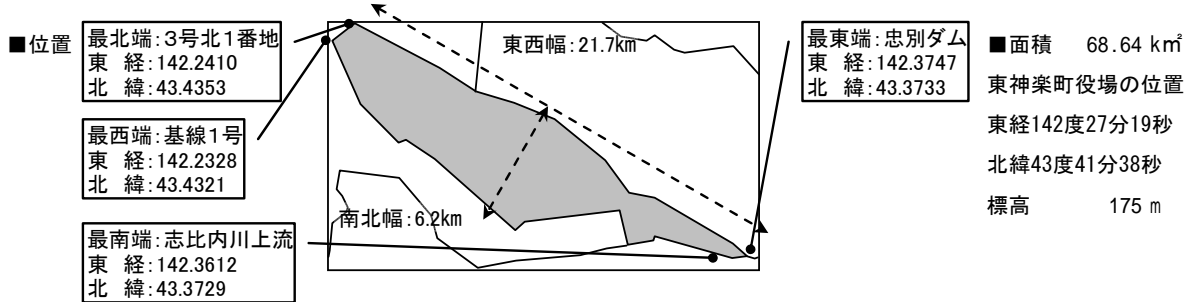 ■位置
最北端：３号北１番地
東　経：142.2410
北　緯：43.4353
最西端：基線１号
東　経：142.2328
北　緯：43.4321
最南端：志比内川上流
東　経：142.3612
北　緯：43.3729
東西幅：21.7km
南北幅：6.2km
最東端：忠別ダム
東　経：142.3747
北　緯：43.3733
■面積　68.64 k㎡
東神楽町役場の位置
東経142度27分19秒
北緯43度41分38秒
標高　175 m